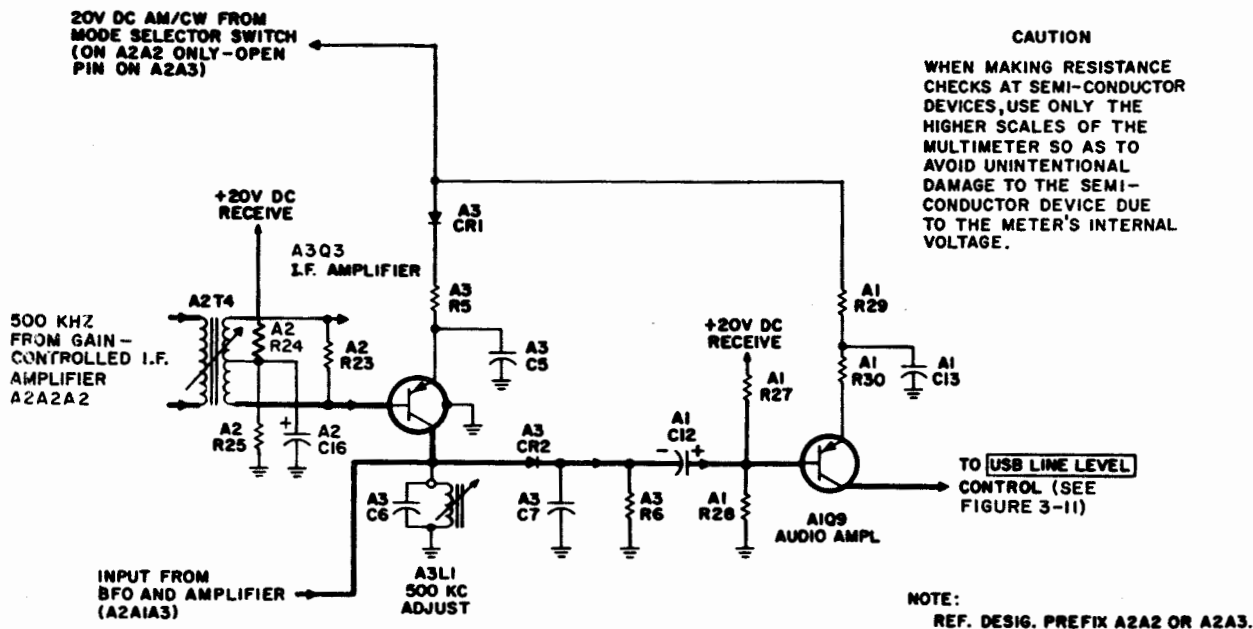 20V DC AM/CW FROM
MODE SELECTOR SWITCH
(ON A2A2 ONLY-OPEN
PIN ON A2A3)
CAUTION
WHEN MAKING RESISTANCE
CHECKS AT SEMI-CONDUCTOR
DEVICES, USE ONLY THE
HIGHER SCALES OF THE
MULTIMETER SO AS TO
AVOID UNINTENTIONAL
DAMAGE TO THE SEMI-
CONDUCTOR DEVICE DUE
TO THE METER'S INTERNAL
VOLTAGE.
+20V DC
RECEIVE
A3
CR1
A3Q3
I.F. AMPLIFIER
A3
R5
A1
R29
A2T4
500 KHZ
FROM GAIN-
CONTROLLED I.F.
AMPLIFIER
A2A2A2
A2
R24
A2
R23
A3
C5
+20V DC
RECEIVE
A1
R27
A1
R30
A1
C13
A2
R25
+
A2
C16
A3
CR2
A1
C12
- +
A3
C6
A3
C7
A3
R6
A1
R28
A1Q9
AUDIO AMPL
TO USB LINE LEVEL
CONTROL (SEE
FIGURE 3-11)
INPUT FROM
BFO AND AMPLIFIER
(A2A1A3)
A3L1
500 KC
ADJUST
NOTE:
REF. DESIG. PREFIX A2A2 OR A2A3.